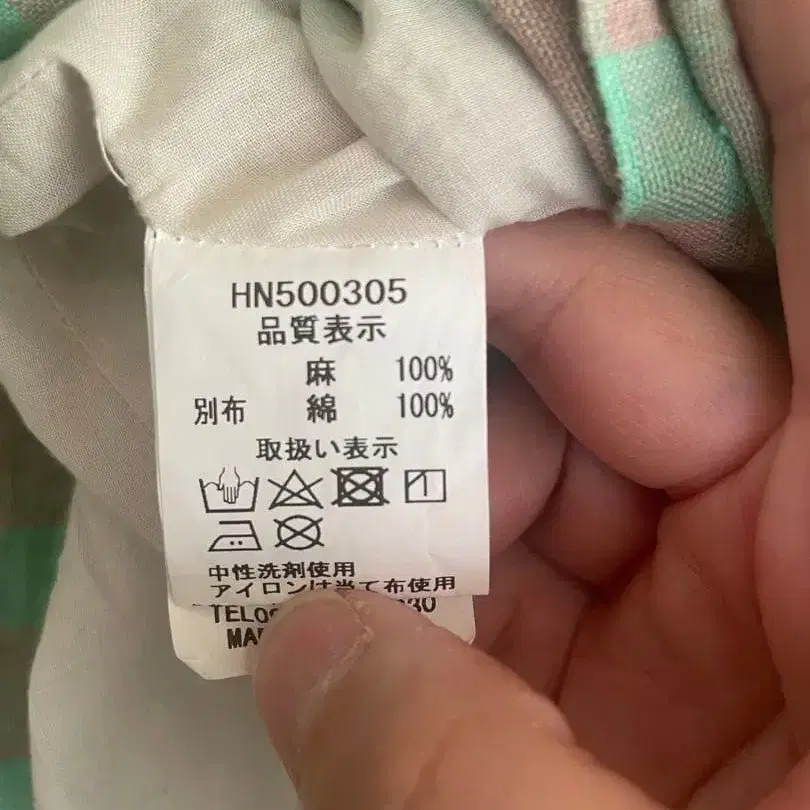 HN500305
品質表示
麻 100%
別布 綿 100%
取扱い表示
中性洗剤使用
アイロンは当て布使用